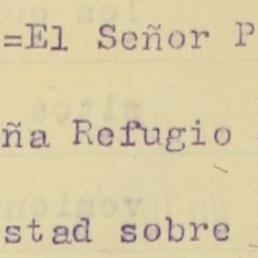 =El Señor P
ña Refugio
stad sobre